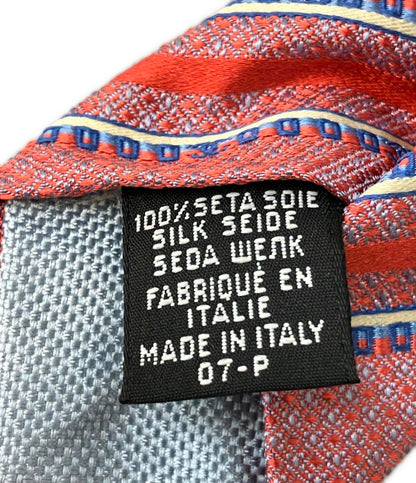 100% SETA SOIE
SILK SEIDE
SEDA ШЕЛК
FABRIQUÉ EN
ITALIE
MADE IN ITALY
07-P